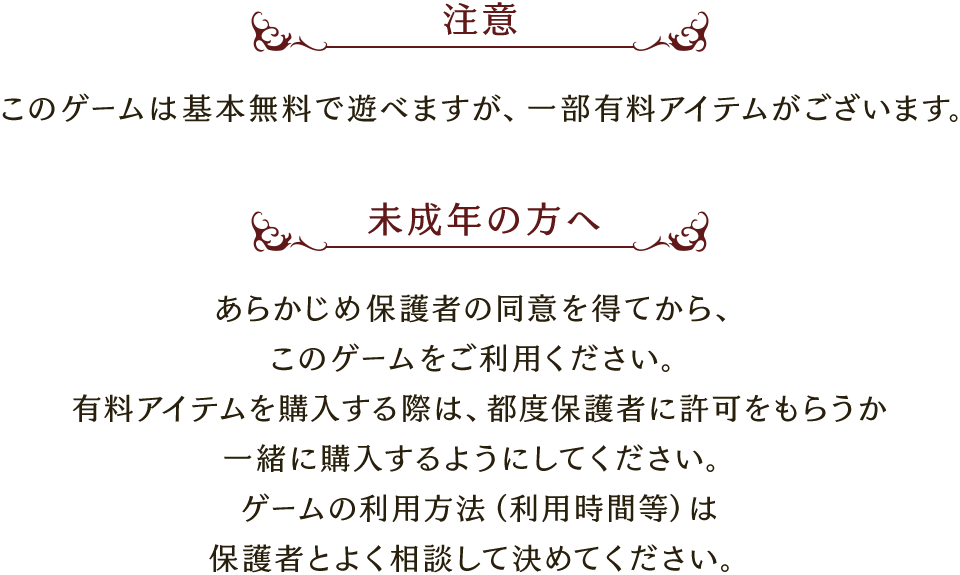 注意
このゲームは基本無料で遊べますが、一部有料アイテムがございます。
未成年の方へ
あらかじめ保護者の同意を得てから、
このゲームをご利用ください。
有料アイテムを購入する際は、都度保護者に許可をもらうか
一緒に購入するようにしてください。
ゲームの利用方法（利用時間等）は
保護者とよく相談して決めてください。